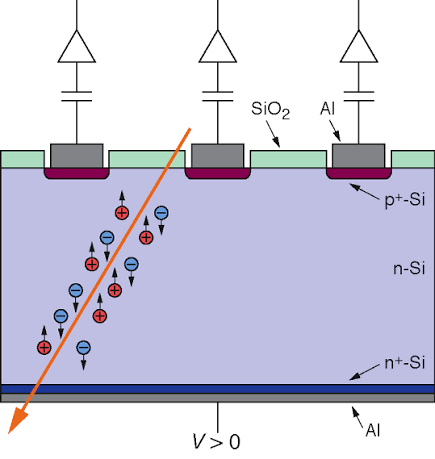 SiO₂
Al
p⁺-Si
n-Si
n⁺-Si
Al
V > 0